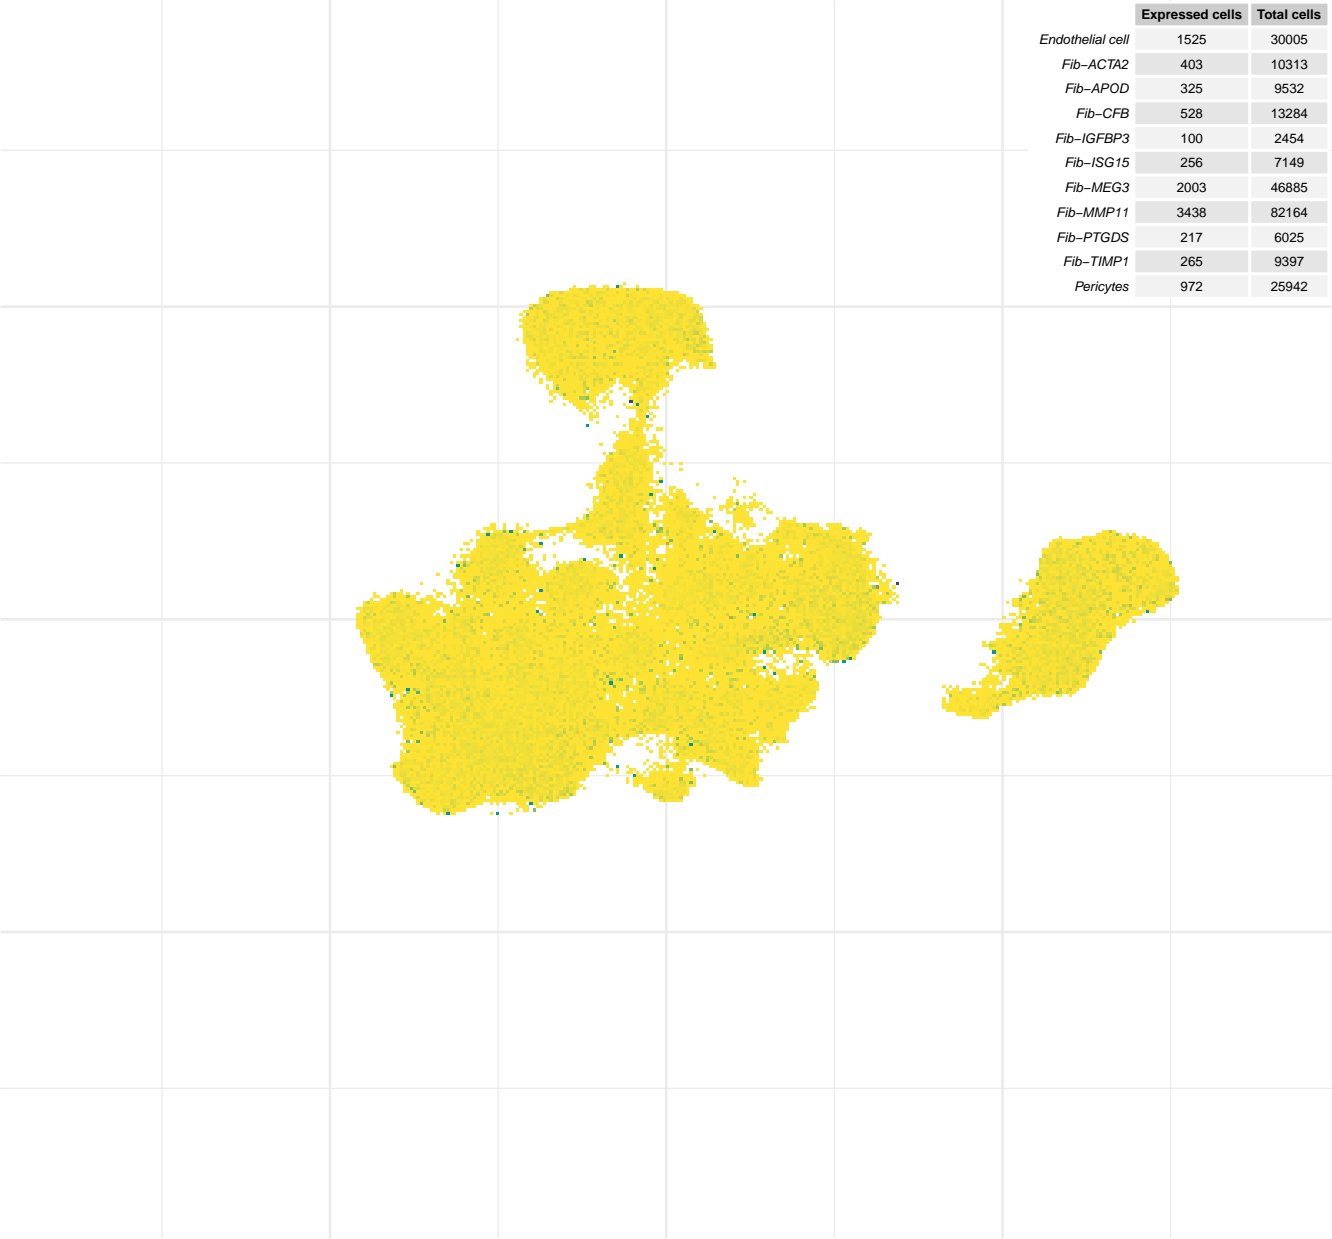 Expressed cells Total cells
Endothelial cell 1525 30005
Fib−ACTA2 403 10313
Fib−APOD 325 9532
Fib−CFB 528 13284
Fib−IGFBP3 100 2454
Fib−ISG15 256 7149
Fib−MEG3 2003 46885
Fib−MMP11 3438 82164
Fib−PTGDS 217 6025
Fib−TIMP1 265 9397
Pericytes 972 25942